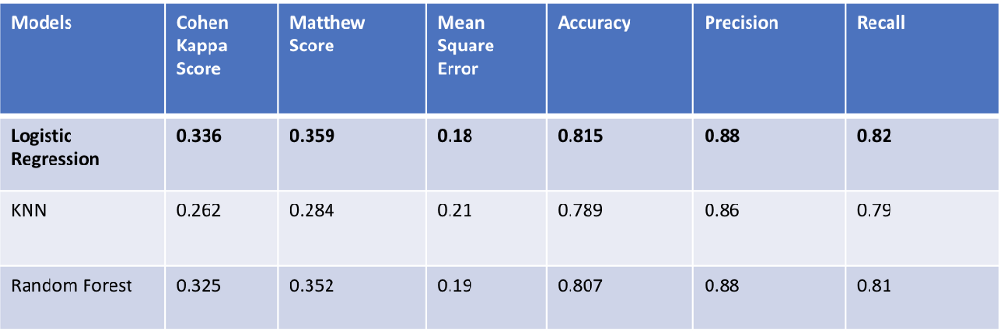 Models Cohen Kappa Score Matthew Score Mean Square Error Accuracy Precision Recall
Logistic Regression 0.336 0.359 0.18 0.815 0.88 0.82
KNN 0.262 0.284 0.21 0.789 0.86 0.79
Random Forest 0.325 0.352 0.19 0.807 0.88 0.81